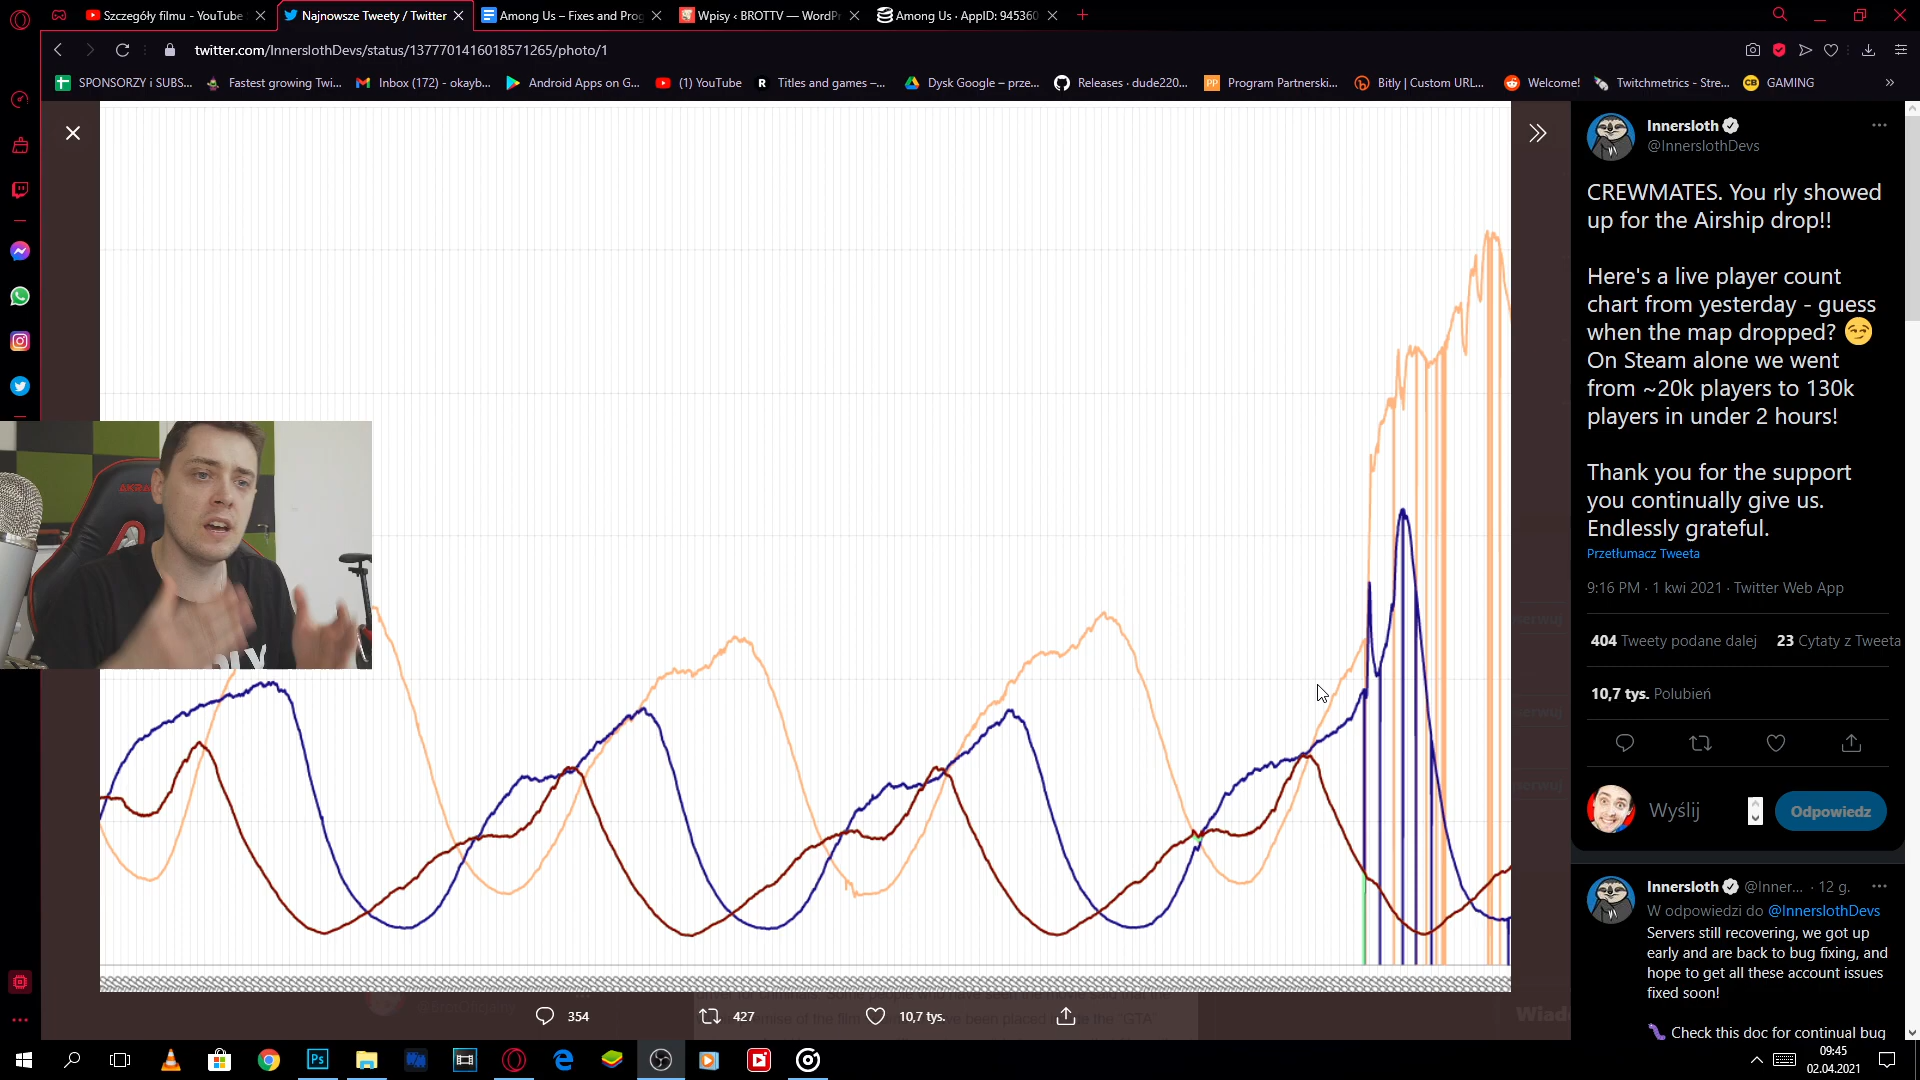 Szczegóły filmu - YouTube
Najnowsze Tweety / Twitter
Among Us – Fixes and Prog
Wpisy ‹ BROTTV — WordPr
Among Us · AppID: 945360
twitter.com/InnerslothDevs/status/1377701416018571265/photo/1
SPONSORZY i SUBS...
Fastest growing Twi...
Inbox (172) - okayb...
Android Apps on G...
(1) YouTube
R Titles and games –...
Dysk Google – prze...
Releases · dude220...
PP Program Partnerski...
Bitly | Custom URL...
Welcome!
Twitchmetrics - Stre...
CB GAMING
Innersloth
@InnerslothDevs
CREWMATES. You rly showed
up for the Airship drop!!
Here's a live player count
chart from yesterday - guess
when the map dropped? 😏
On Steam alone we went
from ~20k players to 130k
players in under 2 hours!
Thank you for the support
you continually give us.
Endlessly grateful.
Przetłumacz Tweeta
9:16 PM · 1 kwi 2021 · Twitter Web App
404 Tweety podane dalej 23 Cytaty z Tweeta
10,7 tys. Polubień
Wyślij
Odpowiedz
Innersloth @Inner... · 12 g.
W odpowiedzi do @InnerslothDevs
Servers still recovering, we got up
early and are back to bug fixing, and
hope to get all these account issues
fixed soon!
Check this doc for continual bug
354
427
10,7 tys.
Wiad
Ps
09:45
02.04.2021